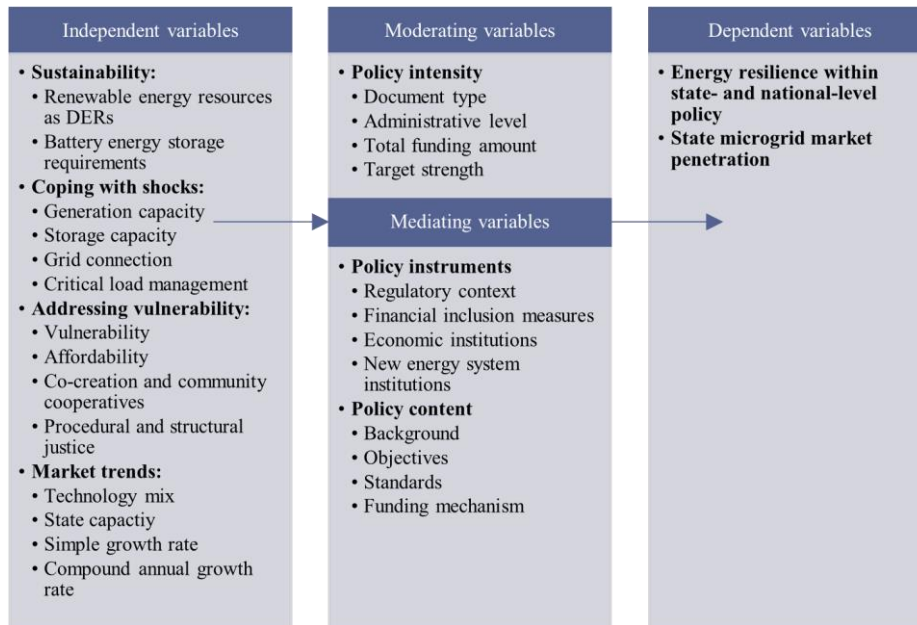 Independent variables
• Sustainability:
• Renewable energy resources
as DERs
• Battery energy storage
requirements
• Coping with shocks:
• Generation capacity
• Storage capacity
• Grid connection
• Critical load management
• Addressing vulnerability:
• Vulnerability
• Affordability
• Co-creation and community
cooperatives
• Procedural and structural
justice
• Market trends:
• Technology mix
• State capactiy
• Simple growth rate
• Compound annual growth
rate
Moderating variables
• Policy intensity
• Document type
• Administrative level
• Total funding amount
• Target strength
Mediating variables
• Policy instruments
• Regulatory context
• Financial inclusion measures
• Economic institutions
• New energy system
institutions
• Policy content
• Background
• Objectives
• Standards
• Funding mechanism
Dependent variables
• Energy resilience within
state- and national-level
policy
• State microgrid market
penetration